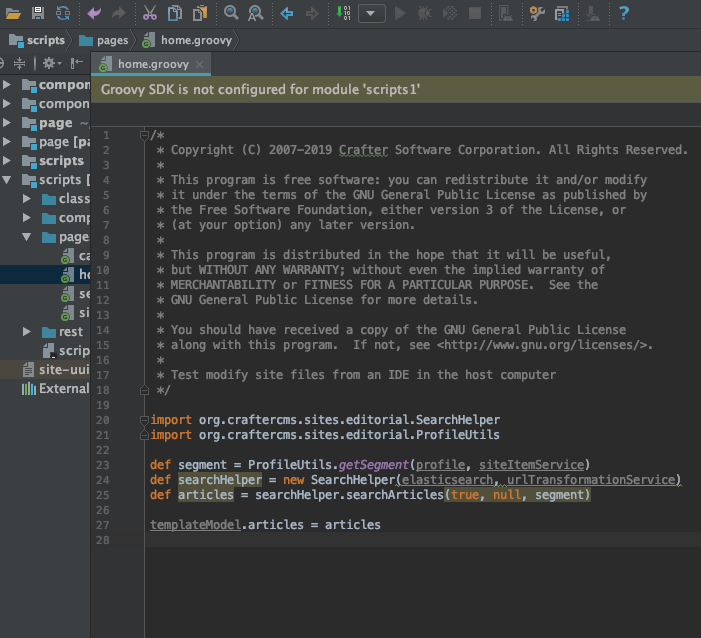 scripts pages home.groovy
home.groovy
Groovy SDK is not configured for module 'scripts1'
compon
compon
page
page [pa
scripts
scripts [
class
comp
page
ca
ho
se
si
rest
scrip
site-uui
External
1 /*
2 * Copyright (C) 2007-2019 Crafter Software Corporation. All Rights Reserved.
3 *
4 * This program is free software: you can redistribute it and/or modify
5 * it under the terms of the GNU General Public License as published by
6 * the Free Software Foundation, either version 3 of the License, or
7 * (at your option) any later version.
8 *
9 * This program is distributed in the hope that it will be useful,
10 * but WITHOUT ANY WARRANTY; without even the implied warranty of
11 * MERCHANTABILITY or FITNESS FOR A PARTICULAR PURPOSE.  See the
12 * GNU General Public License for more details.
13 *
14 * You should have received a copy of the GNU General Public License
15 * along with this program.  If not, see <http://www.gnu.org/licenses/>.
16 *
17 * Test modify site files from an IDE in the host computer
18 */
19
20 import org.craftercms.sites.editorial.SearchHelper
21 import org.craftercms.sites.editorial.ProfileUtils
22
23 def segment = ProfileUtils.getSegment(profile, siteItemService)
24 def searchHelper = new SearchHelper(elasticsearch, urlTransformationService)
25 def articles = searchHelper.searchArticles(true, null, segment)
26
27 templateModel.articles = articles
28